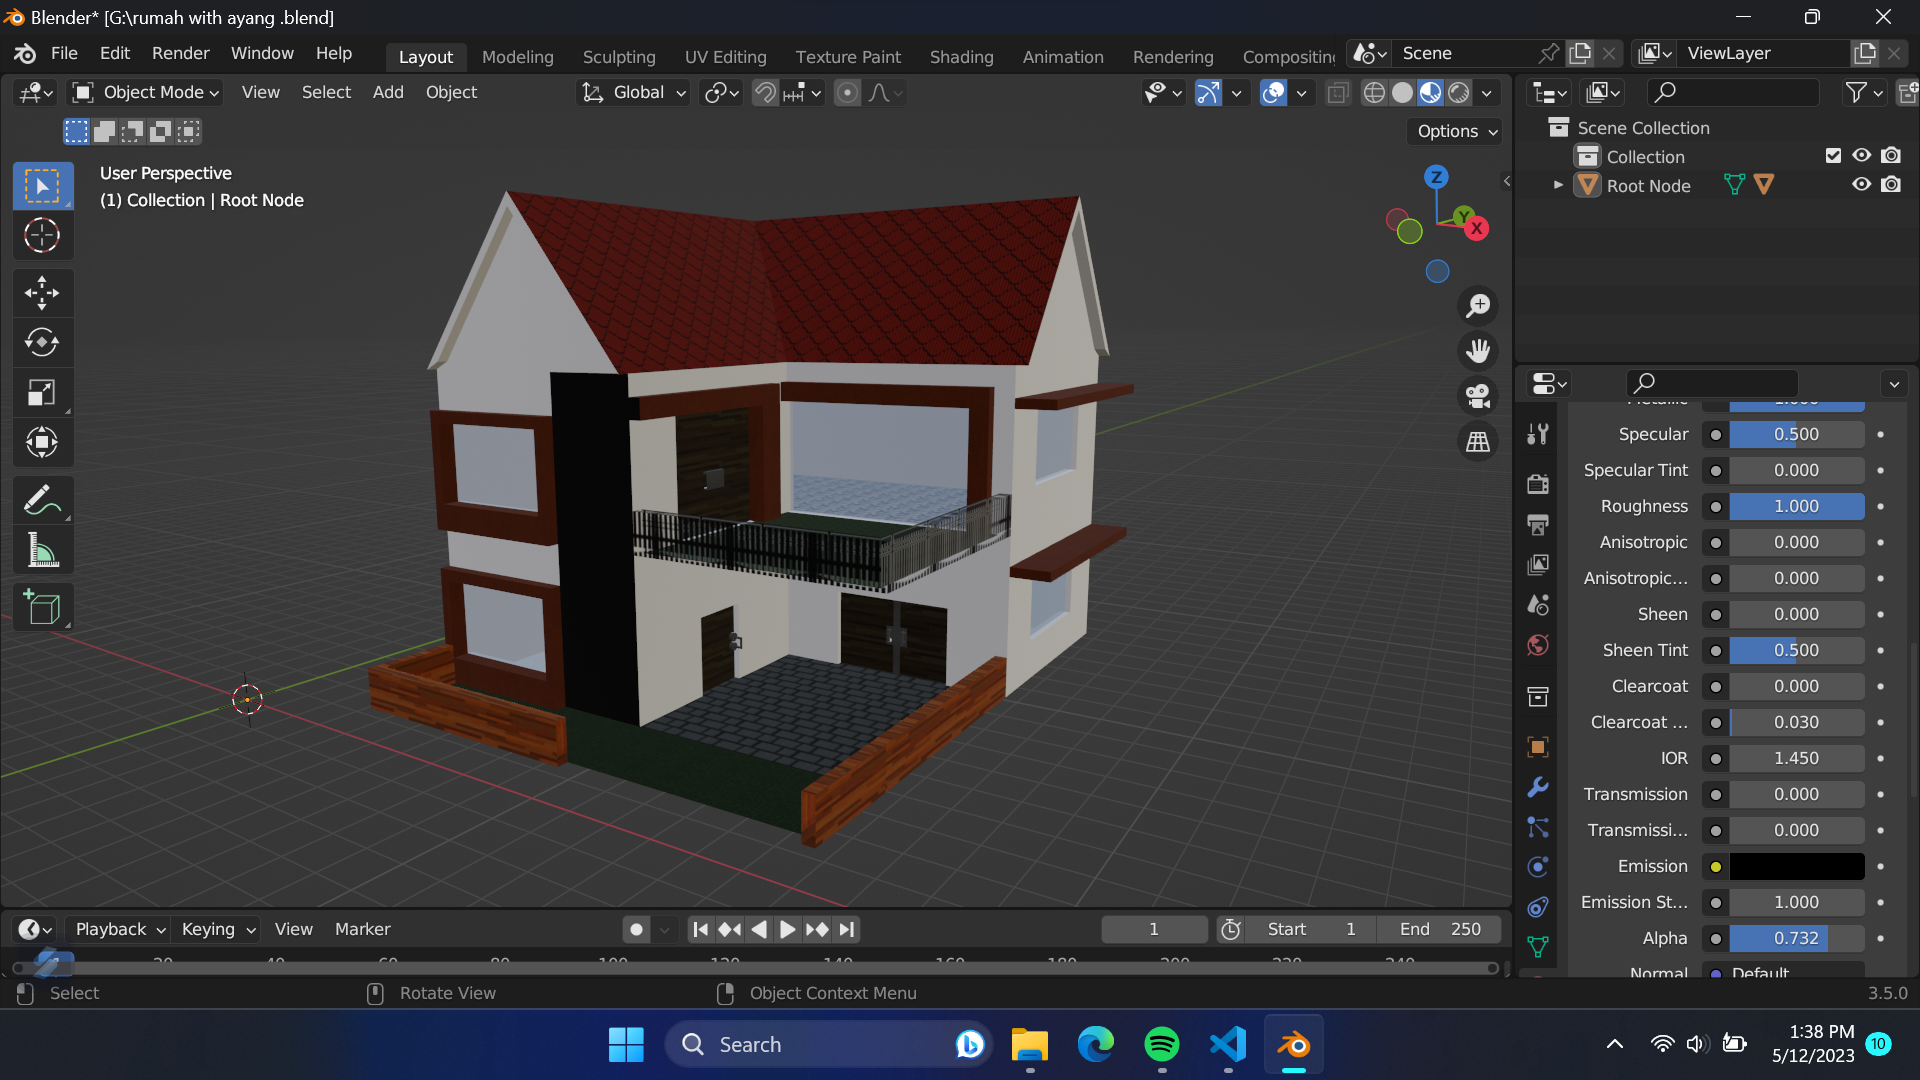 Blender* [G:\rumah with ayang .blend]
File Edit Render Window Help
Layout Modeling Sculpting UV Editing Texture Paint Shading Animation Rendering Compositing
Scene
ViewLayer
Object Mode View Select Add Object
Global
Options
User Perspective
(1) Collection | Root Node
Z
Y
X
Scene Collection
Collection
Root Node
Metallic 1.000
Specular 0.500
Specular Tint 0.000
Roughness 1.000
Anisotropic 0.000
Anisotropic... 0.000
Sheen 0.000
Sheen Tint 0.500
Clearcoat 0.000
Clearcoat ... 0.030
IOR 1.450
Transmission 0.000
Transmissi... 0.000
Emission
Emission St... 1.000
Alpha 0.732
Normal Default
Playback Keying View Marker
1
Start 1 End 250
20 40 60 80 100 120 140 160 180 200 220 240
Select
Rotate View
Object Context Menu
3.5.0
Search
1:38 PM
5/12/2023
10